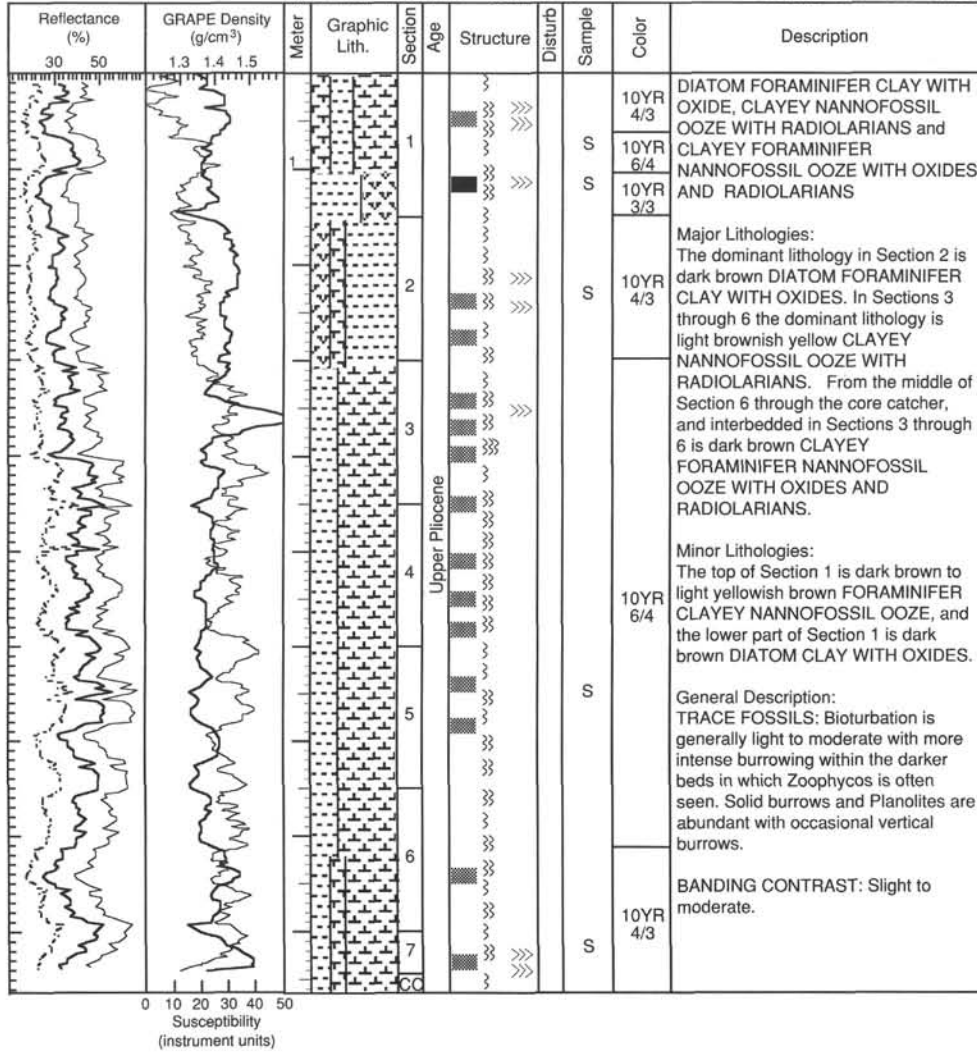 Reflectance
(%)
30 50
GRAPE Density
(g/cm³)
1.3 1.4 1.5
Meter
Graphic
Lith.
Section
Age
Structure
Disturb
Sample
Color
Description
1
1
2
3
4
5
6
7
CC
Upper Pliocene
S
S
S
S
S
10YR
4/3
10YR
6/4
10YR
3/3
10YR
4/3
10YR
6/4
10YR
4/3
DIATOM FORAMINIFER CLAY WITH
OXIDE, CLAYEY NANNOFOSSIL
OOZE WITH RADIOLARIANS and
CLAYEY FORAMINIFER
NANNOFOSSIL OOZE WITH OXIDES
AND RADIOLARIANS
Major Lithologies:
The dominant lithology in Section 2 is
dark brown DIATOM FORAMINIFER
CLAY WITH OXIDES. In Sections 3
through 6 the dominant lithology is
light brownish yellow CLAYEY
NANNOFOSSIL OOZE WITH
RADIOLARIANS. From the middle of
Section 6 through the core catcher,
and interbedded in Sections 3 through
6 is dark brown CLAYEY
FORAMINIFER NANNOFOSSIL
OOZE WITH OXIDES AND
RADIOLARIANS.
Minor Lithologies:
The top of Section 1 is dark brown to
light yellowish brown FORAMINIFER
CLAYEY NANNOFOSSIL OOZE, and
the lower part of Section 1 is dark
brown DIATOM CLAY WITH OXIDES.
General Description:
TRACE FOSSILS: Bioturbation is
generally light to moderate with more
intense burrowing within the darker
beds in which Zoophycos is often
seen. Solid burrows and Planolites are
abundant with occasional vertical
burrows.
BANDING CONTRAST: Slight to
moderate.
0 10 20 30 40 50
Susceptibility
(instrument units)